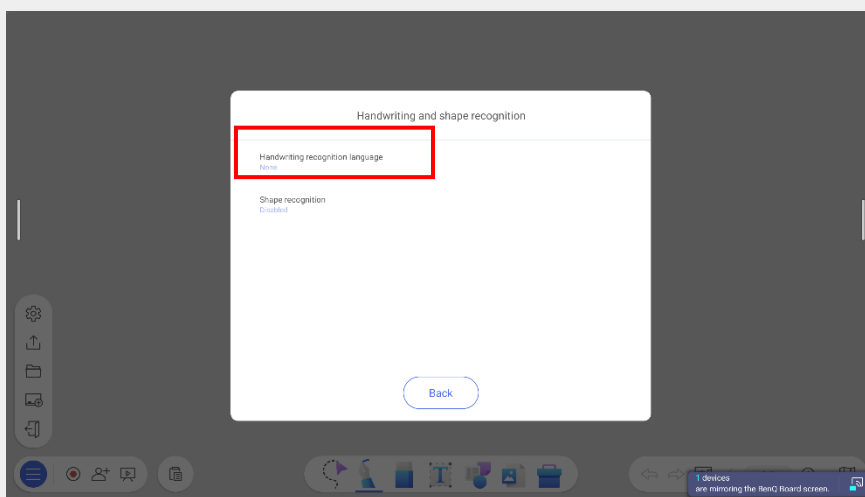 Handwriting and shape recognition
Handwriting recognition language
None
Shape recognition
Disabled
Back
1 devices
are mirroring the BenQ Board screen.